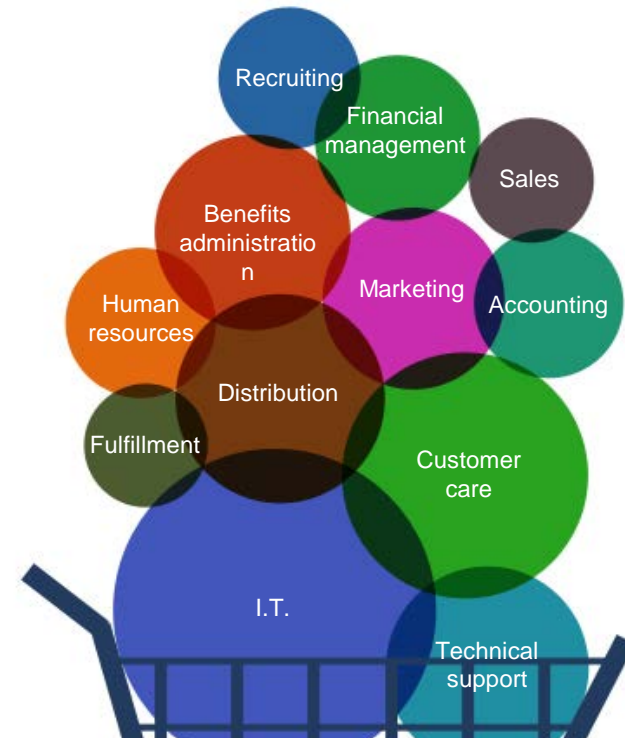 Recruiting
Financial
management
Sales
Benefits
administratio
n
Marketing
Accounting
Human
resources
Distribution
Fulfillment
Customer
care
I.T.
Technical
support